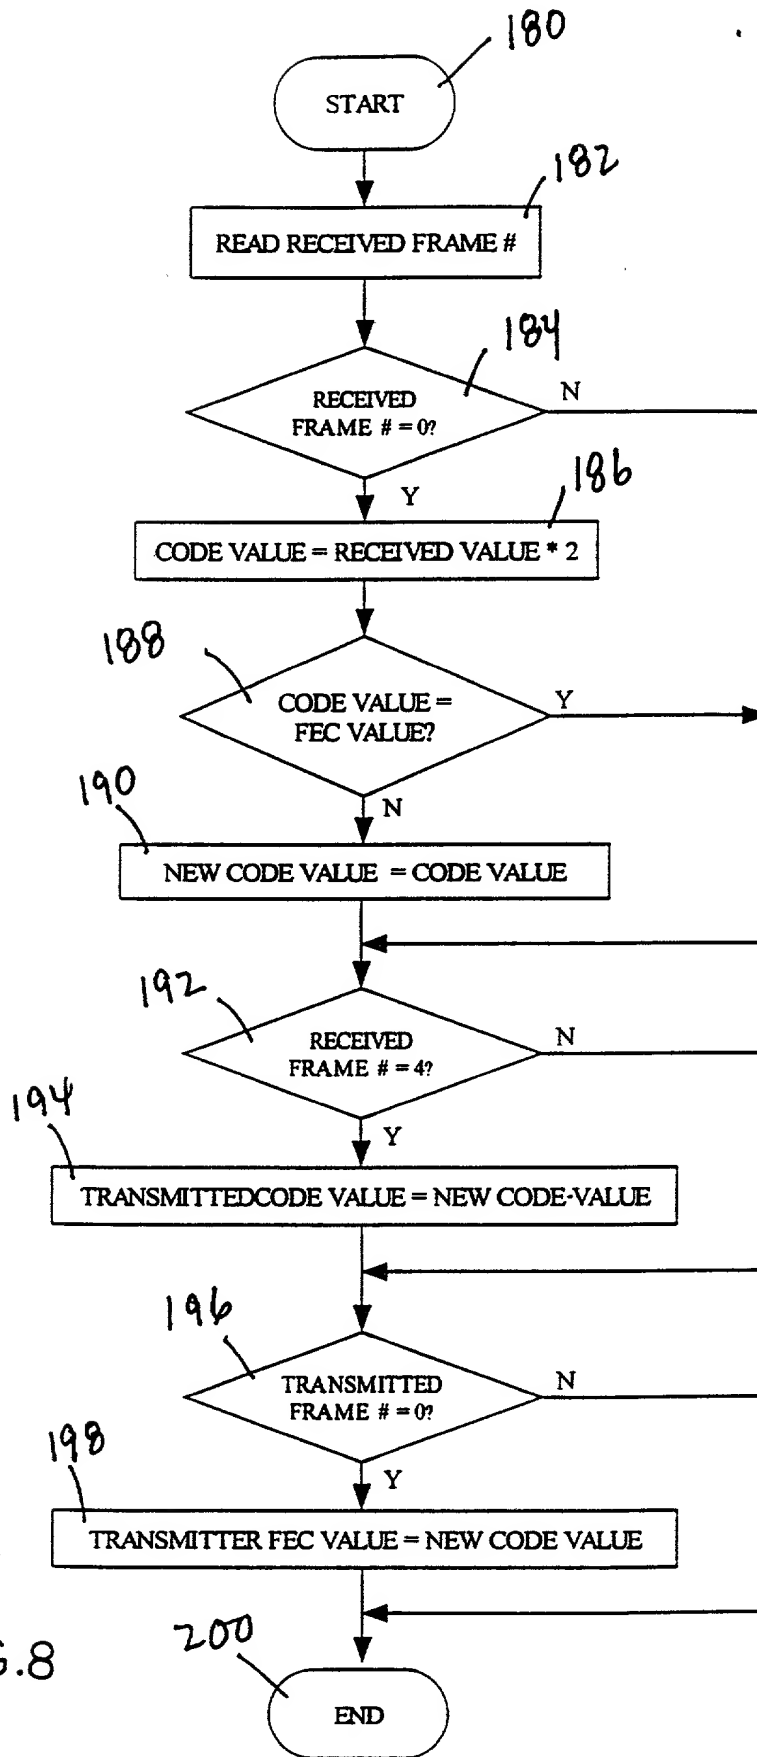 180
START
182
READ RECEIVED FRAME #
184
RECEIVED
FRAME # = 0?
N
Y
186
CODE VALUE = RECEIVED VALUE * 2
188
CODE VALUE =
FEC VALUE?
Y
N
190
NEW CODE VALUE = CODE VALUE
192
RECEIVED
FRAME # = 4?
N
Y
194
TRANSMITTEDCODE VALUE = NEW CODE-VALUE
196
TRANSMITTED
FRAME # = 0?
N
Y
198
TRANSMITTER FEC VALUE = NEW CODE VALUE
200
END
G.8